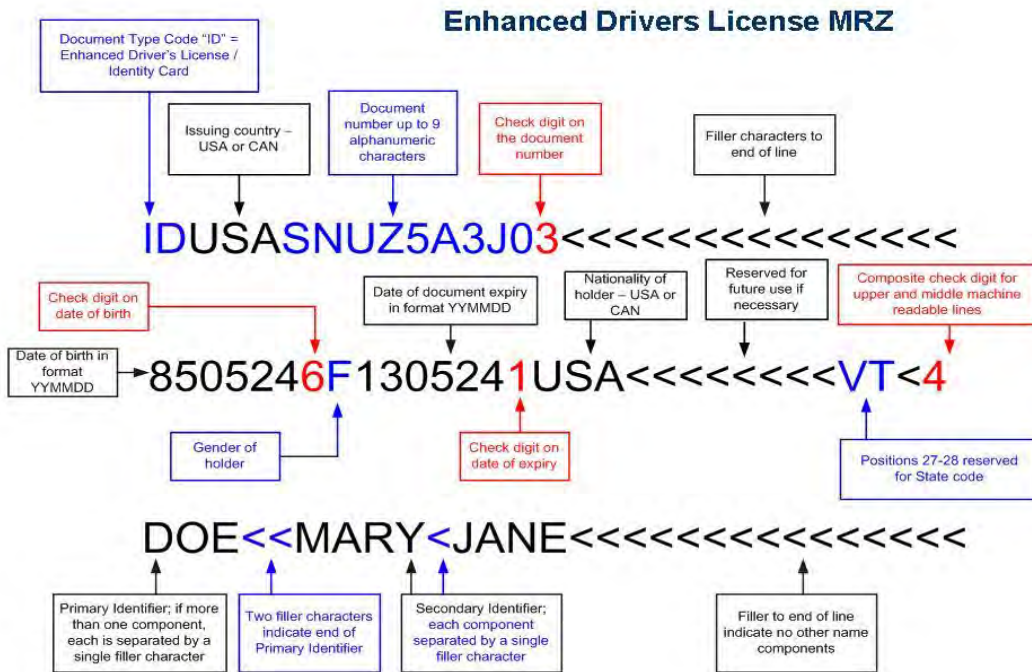 Enhanced Drivers License MRZ
Document Type Code “ID” =
Enhanced Driver’s License /
Identity Card
Issuing country –
USA or CAN
Document
number up to 9
alphanumeric
characters
Check digit on
the document
number
Filler characters to
end of line
IDUSASNUZ5A3J03<<<<<<<<<<<<<<<
Check digit on
date of birth
Date of document expiry
in format YYMMDD
Nationality of
holder – USA or
CAN
Reserved for
future use if
necessary
Composite check digit for
upper and middle machine
readable lines
Date of birth in
format
YYMMDD
8505246F1305241USA<<<<<<<<VT<4
Gender of
holder
Check digit on
date of expiry
Positions 27-28 reserved
for State code
DOE<<MARY<JANE<<<<<<<<<<<<<<<
Primary Identifier; if more
than one component,
each is separated by a
single filler character
Two filler characters
indicate end of
Primary Identifier
Secondary Identifier;
each component
separated by a single
filler character
Filler to end of line
indicate no other name
components